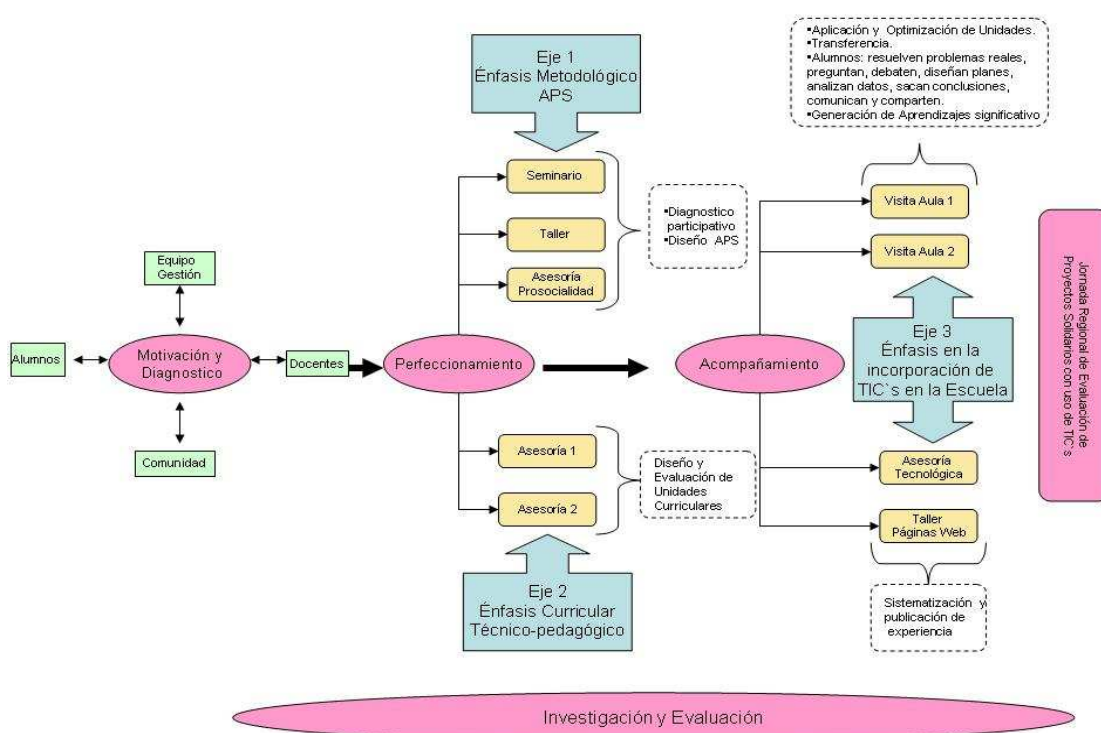 Eje 1
Énfasis Metodológico
APS
▪Aplicación y Optimización de Unidades.
▪Transferencia.
▪Alumnos: resuelven problemas reales,
preguntan, debaten, diseñan planes,
analizan datos, sacan conclusiones,
comunican y comparten.
▪Generación de Aprendizajes significativo
Seminario
Taller
Asesoría
Prosocialidad
▪Diagnostico
participativo
▪Diseño APS
Visita Aula 1
Visita Aula 2
Equipo
Gestión
Alumnos
Motivación y
Diagnostico
Docentes
Comunidad
Perfeccionamiento
Acompañamiento
Eje 3
Énfasis en la
incorporación de
TIC`s en la Escuela
Jornada Regional de Evaluación de
Proyectos Solidarios con uso de TIC`s
Asesoría 1
Asesoría 2
Diseño y
Evaluación de
Unidades
Curriculares
Asesoría
Tecnológica
Taller
Páginas Web
Eje 2
Énfasis Curricular
Técnico-pedagógico
Sistematización y
publicación de
experiencia
Investigación y Evaluación